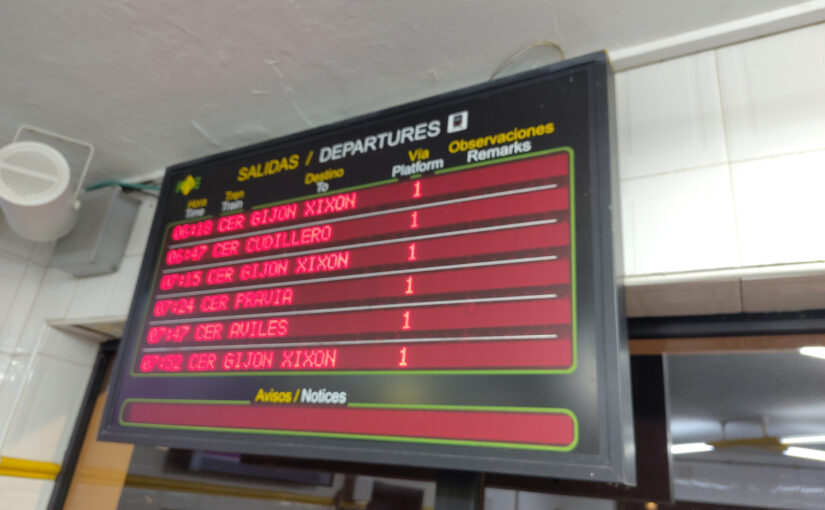 SALIDAS / DEPARTURES
Hora Tren Destino Vía Observaciones
Time Train To Platform Remarks
06:18 CER GIJON XIXON 1
06:47 CER CUDILLERO 1
07:15 CER GIJON XIXON 1
07:24 CER PRAVIA 1
07:47 CER AVILES 1
07:52 CER GIJON XIXON 1
Avisos / Notices